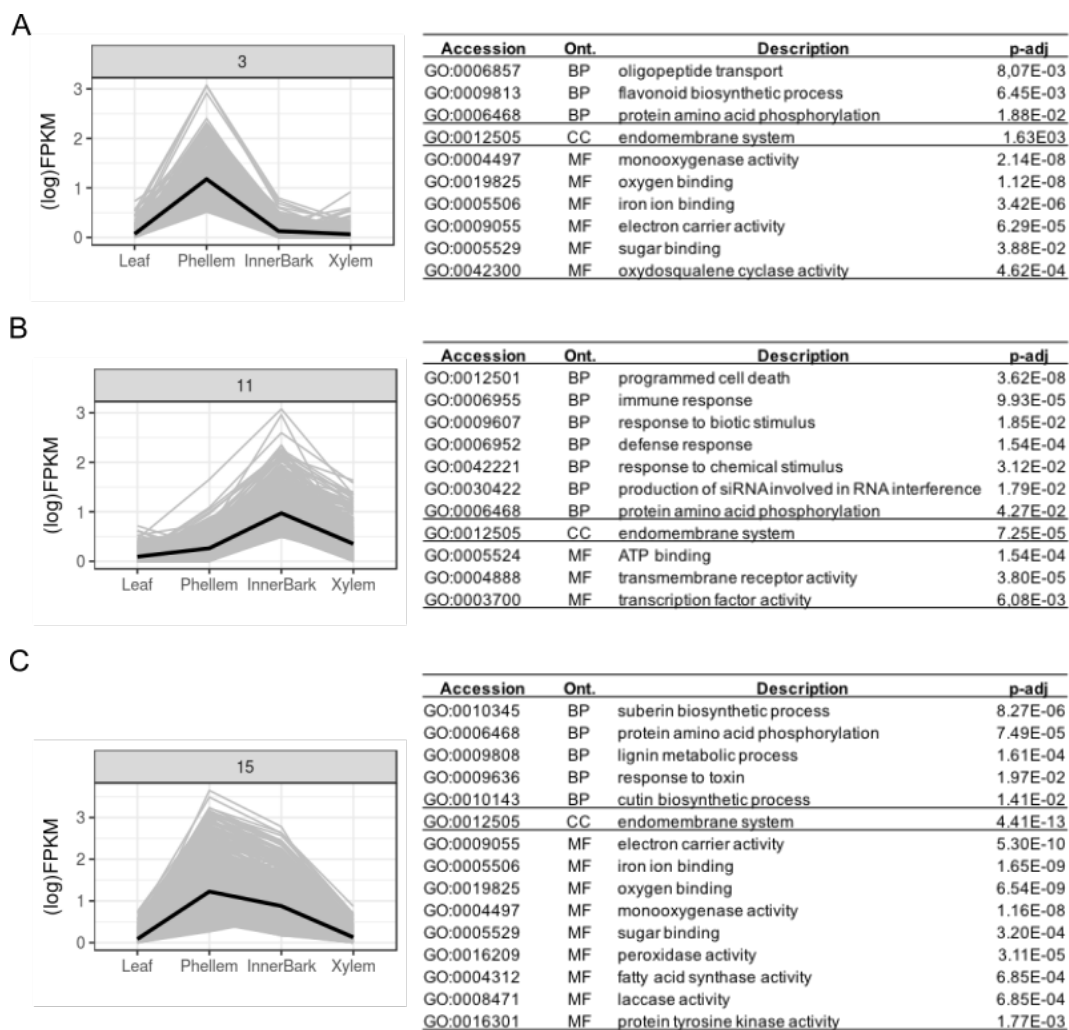 A
3
(log)FPKM
3
2
1
0
Leaf Phellem InnerBark Xylem
Accession Ont. Description p-adj
GO:0006857 BP oligopeptide transport 8,07E-03
GO:0009813 BP flavonoid biosynthetic process 6.45E-03
GO:0006468 BP protein amino acid phosphorylation 1.88E-02
GO:0012505 CC endomembrane system 1.63E03
GO:0004497 MF monooxygenase activity 2.14E-08
GO:0019825 MF oxygen binding 1.12E-08
GO:0005506 MF iron ion binding 3.42E-06
GO:0009055 MF electron carrier activity 6.29E-05
GO:0005529 MF sugar binding 3.88E-02
GO:0042300 MF oxydosqualene cyclase activity 4.62E-04
B
11
(log)FPKM
3
2
1
0
Leaf Phellem InnerBark Xylem
Accession Ont. Description p-adj
GO:0012501 BP programmed cell death 3.62E-08
GO:0006955 BP immune response 9.93E-05
GO:0009607 BP response to biotic stimulus 1.85E-02
GO:0006952 BP defense response 1.54E-04
GO:0042221 BP response to chemical stimulus 3.12E-02
GO:0030422 BP production of siRNA involved in RNA interference 1.79E-02
GO:0006468 BP protein amino acid phosphorylation 4.27E-02
GO:0012505 CC endomembrane system 7.25E-05
GO:0005524 MF ATP binding 1.54E-04
GO:0004888 MF transmembrane receptor activity 3.80E-05
GO:0003700 MF transcription factor activity 6,08E-03
C
15
(log)FPKM
3
2
1
0
Leaf Phellem InnerBark Xylem
Accession Ont. Description p-adj
GO:0010345 BP suberin biosynthetic process 8.27E-06
GO:0006468 BP protein amino acid phosphorylation 7.49E-05
GO:0009808 BP lignin metabolic process 1.61E-04
GO:0009636 BP response to toxin 1.97E-02
GO:0010143 BP cutin biosynthetic process 1.41E-02
GO:0012505 CC endomembrane system 4.41E-13
GO:0009055 MF electron carrier activity 5.30E-10
GO:0005506 MF iron ion binding 1.65E-09
GO:0019825 MF oxygen binding 6.54E-09
GO:0004497 MF monooxygenase activity 1.16E-08
GO:0005529 MF sugar binding 3.20E-04
GO:0016209 MF peroxidase activity 3.11E-05
GO:0004312 MF fatty acid synthase activity 6.85E-04
GO:0008471 MF laccase activity 6.85E-04
GO:0016301 MF protein tyrosine kinase activity 1.77E-03